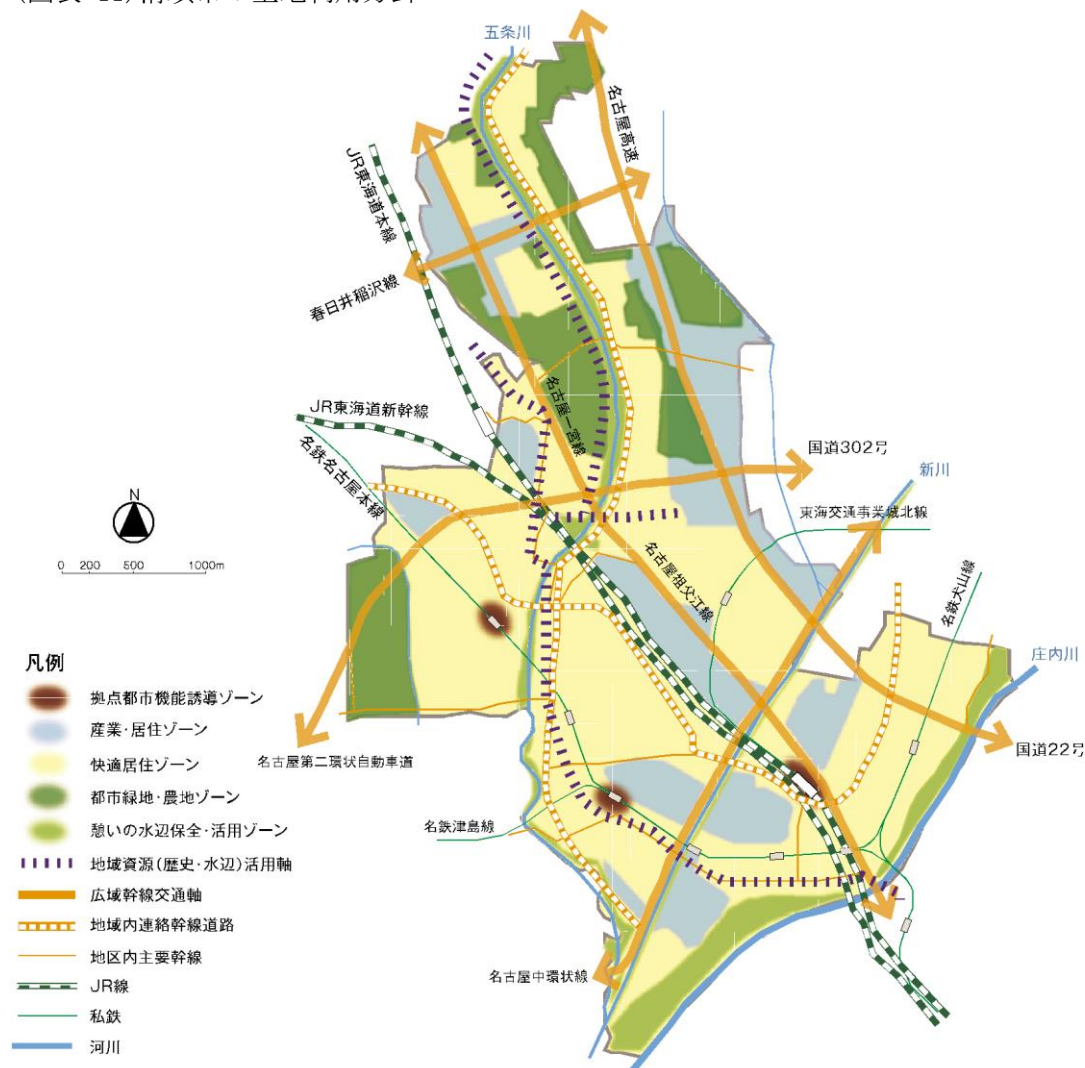 五条川
名古屋高速
JR東海道本線
春日井稲沢線
JR東海道新幹線
名鉄名古屋本線
名古屋一宮線
国道302号
新川
東海交通事業城北線
N
0 200 500 1000m
名古屋祖父江線
名鉄犬山線
庄内川
国道22号
名古屋第二環状自動車道
名鉄津島線
名古屋中環状線
凡例
拠点都市機能誘導ゾーン
産業・居住ゾーン
快適居住ゾーン
都市緑地・農地ゾーン
憩いの水辺保全・活用ゾーン
地域資源(歴史・水辺)活用軸
広域幹線交通軸
地域内連絡幹線道路
地区内主要幹線
JR線
私鉄
河川